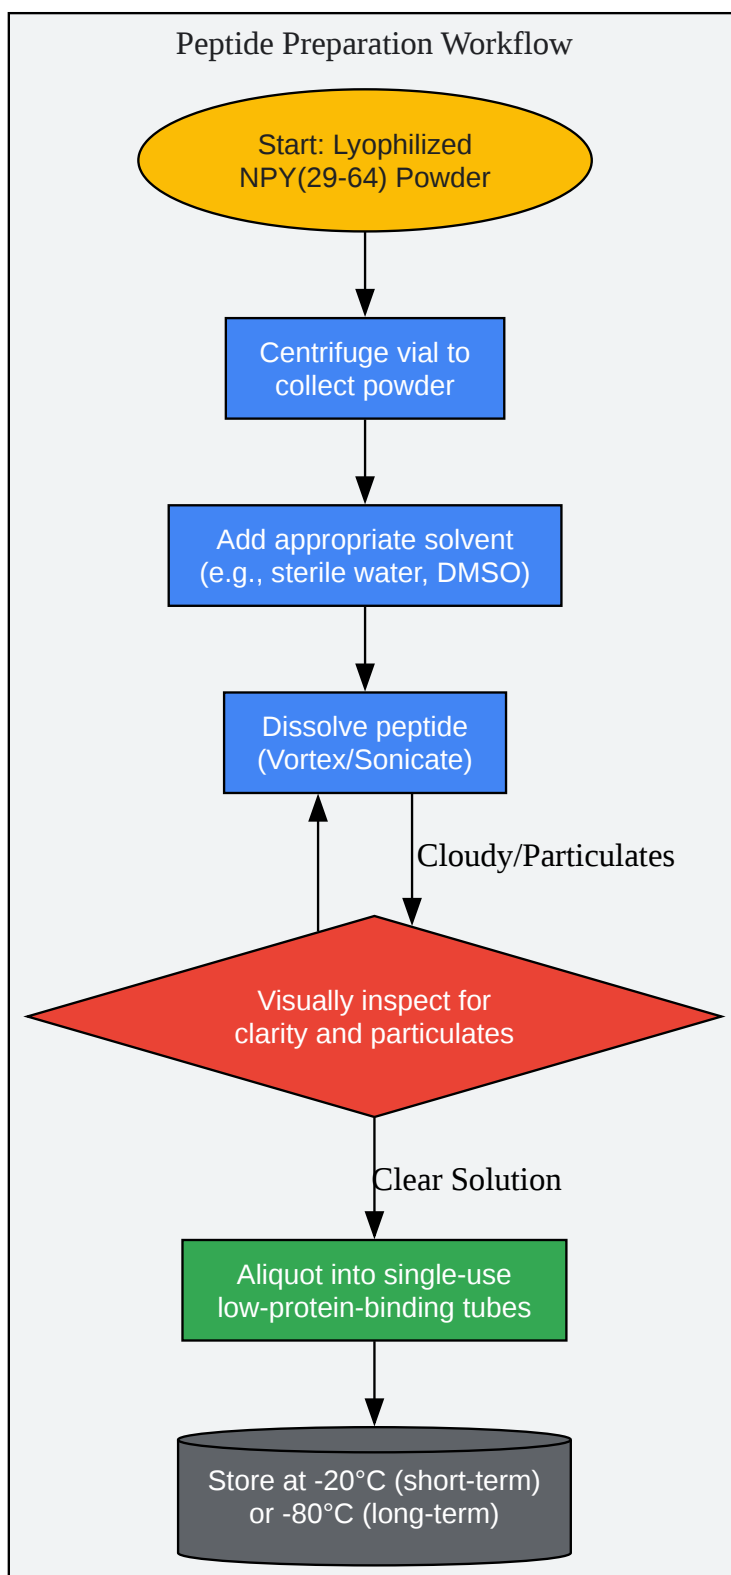 Peptide Preparation Workflow
Start: Lyophilized
NPY(29-64) Powder
Centrifuge vial to
collect powder
Add appropriate solvent
(e.g., sterile water, DMSO)
Dissolve peptide
(Vortex/Sonicate)
Cloudy/Particulates
Visually inspect for
clarity and particulates
Clear Solution
Aliquot into single-use
low-protein-binding tubes
Store at -20°C (short-term)
or -80°C (long-term)